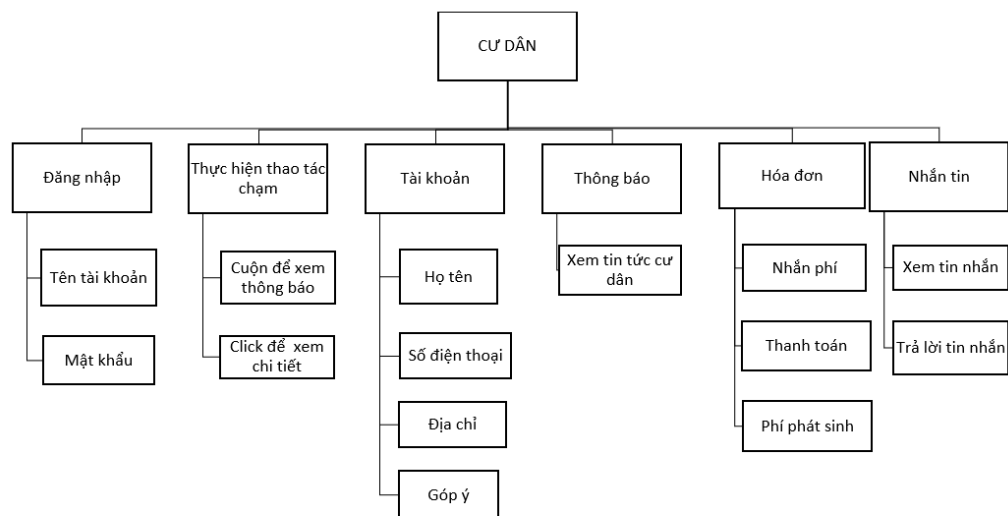 CƯ DÂN
Đăng nhập
Thực hiện thao tác
chạm
Tài khoản
Thông báo
Hóa đơn
Nhắn tin
Tên tài khoản
Mật khẩu
Cuộn để xem
thông báo
Click để xem
chi tiết
Họ tên
Số điện thoại
Địa chỉ
Góp ý
Xem tin tức cư
dân
Nhắn phí
Thanh toán
Phí phát sinh
Xem tin nhắn
Trả lời tin nhắn